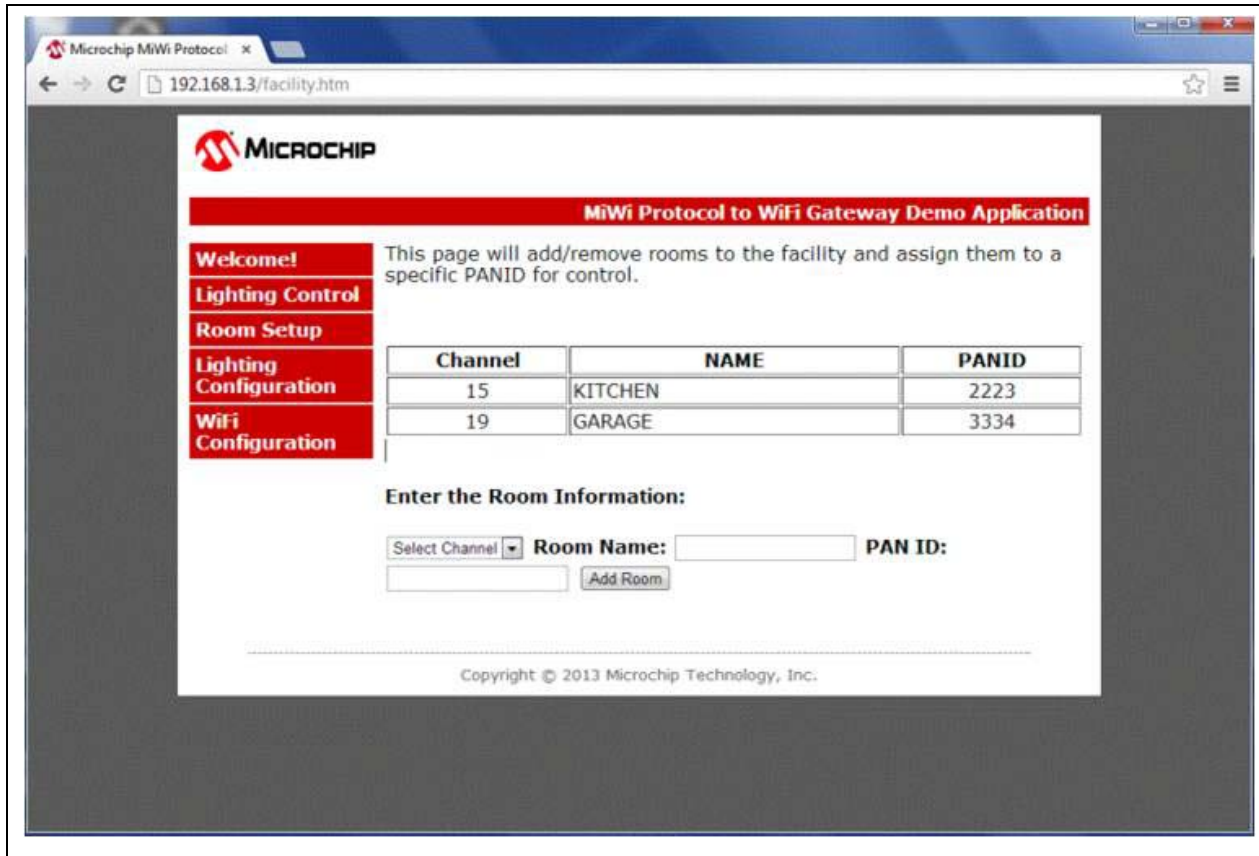 Microchip MiWi Protocol
192.168.1.3/facility.htm
MICROCHIP
MiWi Protocol to WiFi Gateway Demo Application
Welcome!
Lighting Control
Room Setup
Lighting
Configuration
WiFi
Configuration
This page will add/remove rooms to the facility and assign them to a
specific PANID for control.
Channel NAME PANID
15 KITCHEN 2223
19 GARAGE 3334
Enter the Room Information:
Select Channel Room Name: PAN ID:
Add Room
Copyright © 2013 Microchip Technology, Inc.